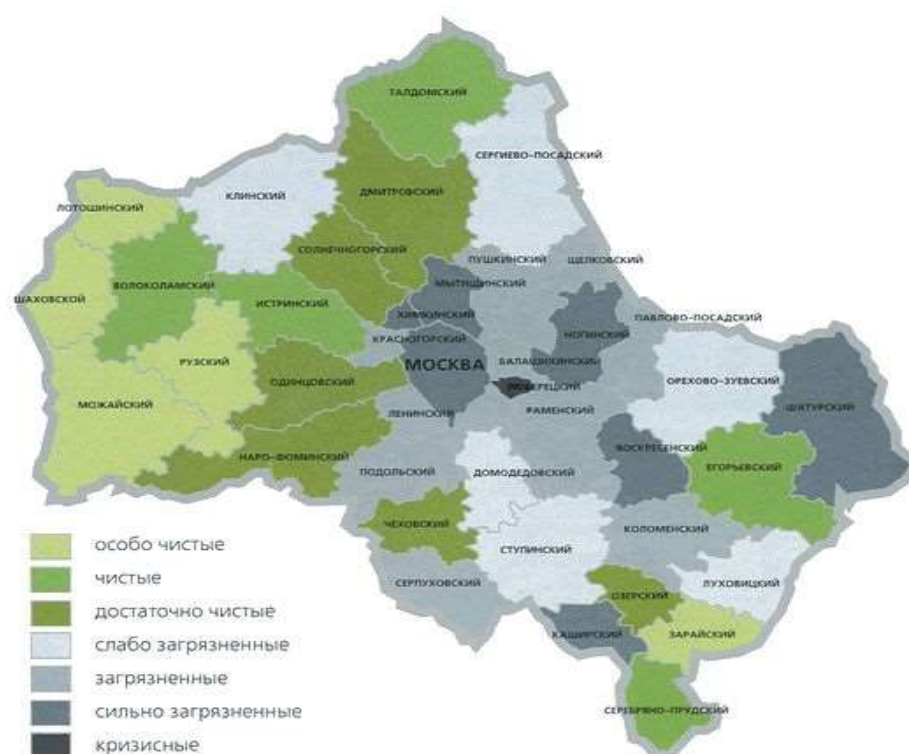 ТАЛДОМСКИЙ
СЕРГИЕВО-ПОСАДСКИЙ
КЛИНСКИЙ
ДМИТРОВСКИЙ
ЛОТОШИНСКИЙ
СОЛНЕЧНОГОРСКИЙ
ПУШКИНСКИЙ
ЩЕЛКОВСКИЙ
МЫТИЩИНСКИЙ
ВОЛОКОЛАМСКИЙ
ШАХОВСКОЙ
ИСТРИНСКИЙ
ХИМКИНСКИЙ
ПАВЛОВО-ПОСАДСКИЙ
НОГИНСКИЙ
КРАСНОГОРСКИЙ
РУЗСКИЙ
МОСКВА
БАЛАШИХИНСКИЙ
ОДИНЦОВСКИЙ
ЛЮБЕРЕЦКИЙ
ОРЕХОВО-ЗУЕВСКИЙ
МОЖАЙСКИЙ
ЛЕНИНСКИЙ
РАМЕНСКИЙ
ШАТУРСКИЙ
ВОСКРЕСЕНСКИЙ
НАРО-ФОМИНСКИЙ
ПОДОЛЬСКИЙ
ДОМОДЕДОВСКИЙ
ЕГОРЬЕВСКИЙ
ЧЕХОВСКИЙ
КОЛОМЕНСКИЙ
СТУПИНСКИЙ
СЕРПУХОВСКИЙ
ЛУХОВИЦКИЙ
ОЗЕРСКИЙ
КАШИРСКИЙ
ЗАРАЙСКИЙ
СЕРЕБРЯНО-ПРУДСКИЙ
особо чистые
чистые
достаточно чистые
слабо загрязненные
загрязненные
сильно загрязненные
кризисные